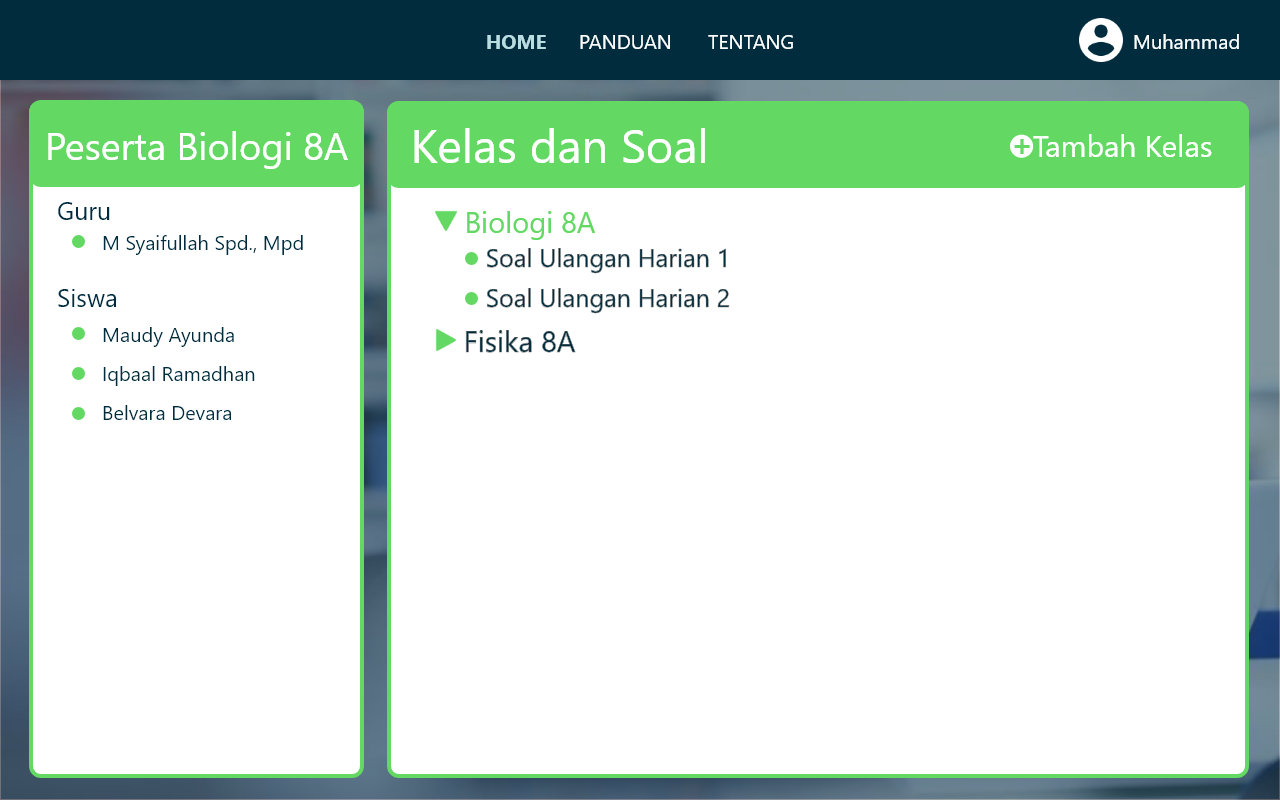 HOME PANDUAN TENTANG Muhammad
Peserta Biologi 8A
Guru
M Syaifullah Spd., Mpd
Siswa
Maudy Ayunda
Iqbaal Ramadhan
Belvara Devara
Kelas dan Soal
Tambah Kelas
Biologi 8A
Soal Ulangan Harian 1
Soal Ulangan Harian 2
Fisika 8A